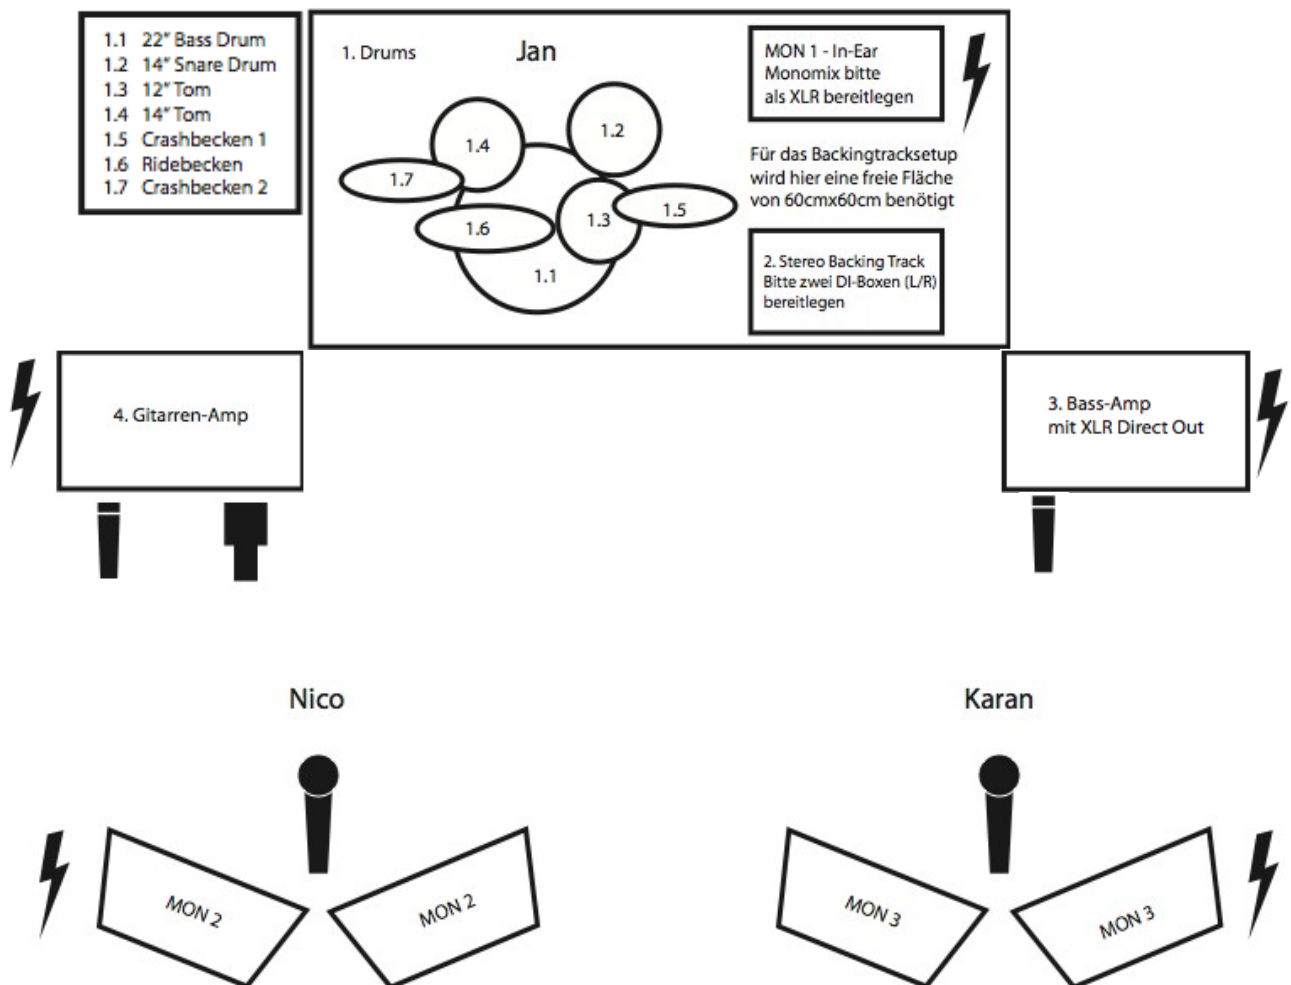 1.1 22" Bass Drum
1.2 14" Snare Drum
1.3 12" Tom
1.4 14" Tom
1.5 Crashbecken 1
1.6 Ridebecken
1.7 Crashbecken 2
1. Drums
Jan
1.4
1.2
1.7
1.6
1.3
1.5
1.1
MON 1 - In-Ear
Monomix bitte
als XLR bereitlegen
Für das Backingtracksetup
wird hier eine freie Fläche
von 60cmx60cm benötigt
2. Stereo Backing Track
Bitte zwei DI-Boxen (L/R)
bereitlegen
4. Gitarren-Amp
3. Bass-Amp
mit XLR Direct Out
Nico
Karan
MON 2
MON 2
MON 3
MON 3